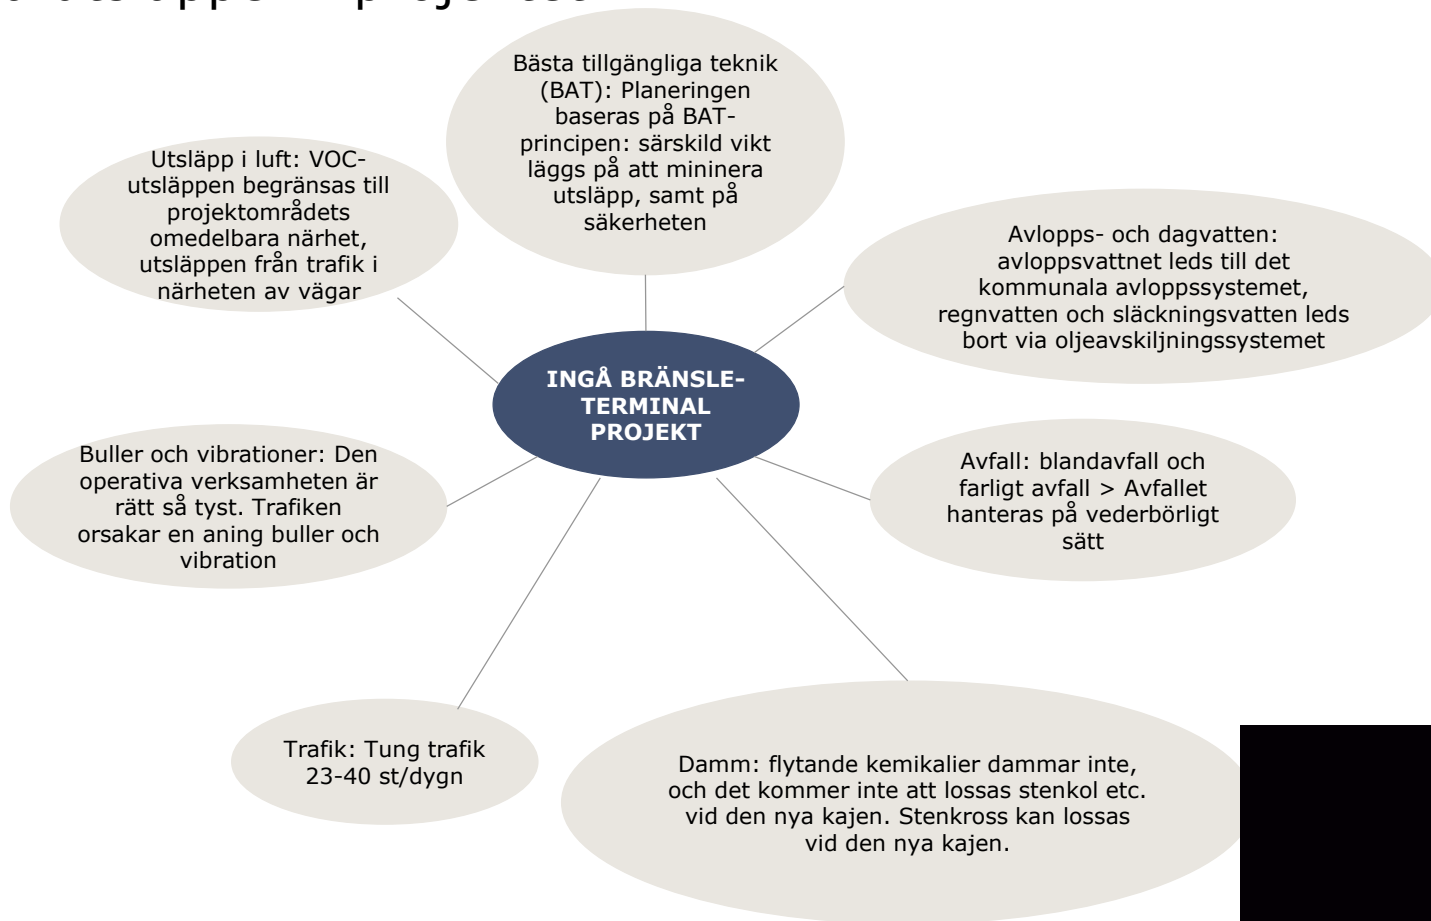 Bästa tillgängliga teknik
(BAT): Planeringen
baseras på BAT-
principen: särskild vikt
läggs på att mininera
utsläpp, samt på
säkerheten
Utsläpp i luft: VOC-
utsläppen begränsas till
projektområdets
omedelbara närhet,
utsläppen från trafik i
närheten av vägar
Avlopps- och dagvatten:
avloppsvattnet leds till det
kommunala avloppssystemet,
regnvatten och släckningsvatten leds
bort via oljeavskiljningssystemet
INGÅ BRÄNSLE-
TERMINAL
PROJEKT
Buller och vibrationer: Den
operativa verksamheten är
rätt så tyst. Trafiken
orsakar en aning buller och
vibration
Avfall: blandavfall och
farligt avfall > Avfallet
hanteras på vederbörligt
sätt
Trafik: Tung trafik
23-40 st/dygn
Damm: flytande kemikalier dammar inte,
och det kommer inte att lossas stenkol etc.
vid den nya kajen. Stenkross kan lossas
vid den nya kajen.